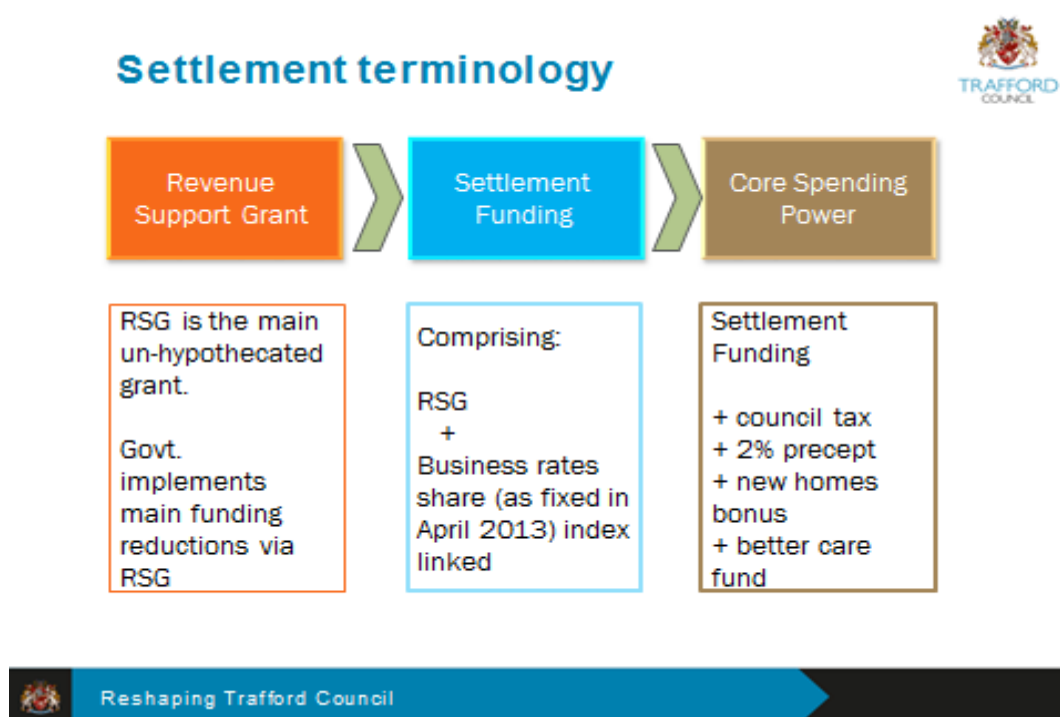 Settlement terminology
TRAFFORD
COUNCIL
Revenue
Support Grant
Settlement
Funding
Core Spending
Power
RSG is the main
un-hypothecated
grant.
Govt.
implements
main funding
reductions via
RSG
Comprising:
RSG
+
Business rates
share (as fixed in
April 2013) index
linked
Settlement
Funding
+ council tax
+ 2% precept
+ new homes
bonus
+ better care
fund
Reshaping Trafford Council